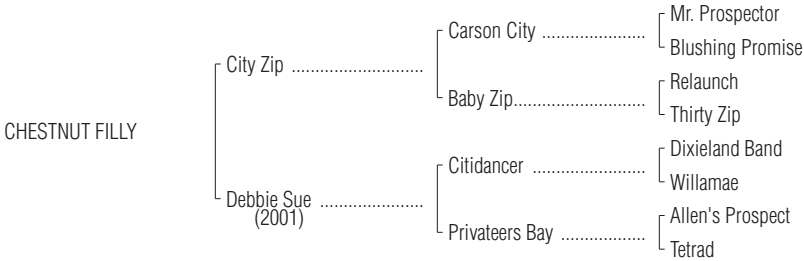 Mr. Prospector
Carson City ......................
Blushing Promise
City Zip ............................
Relaunch
Baby Zip............................
Thirty Zip
CHESTNUT FILLY
Dixieland Band
Citidancer ........................
Willamae
Debbie Sue ......................
(2001)
Allen's Prospect
Privateers Bay ..................
Tetrad